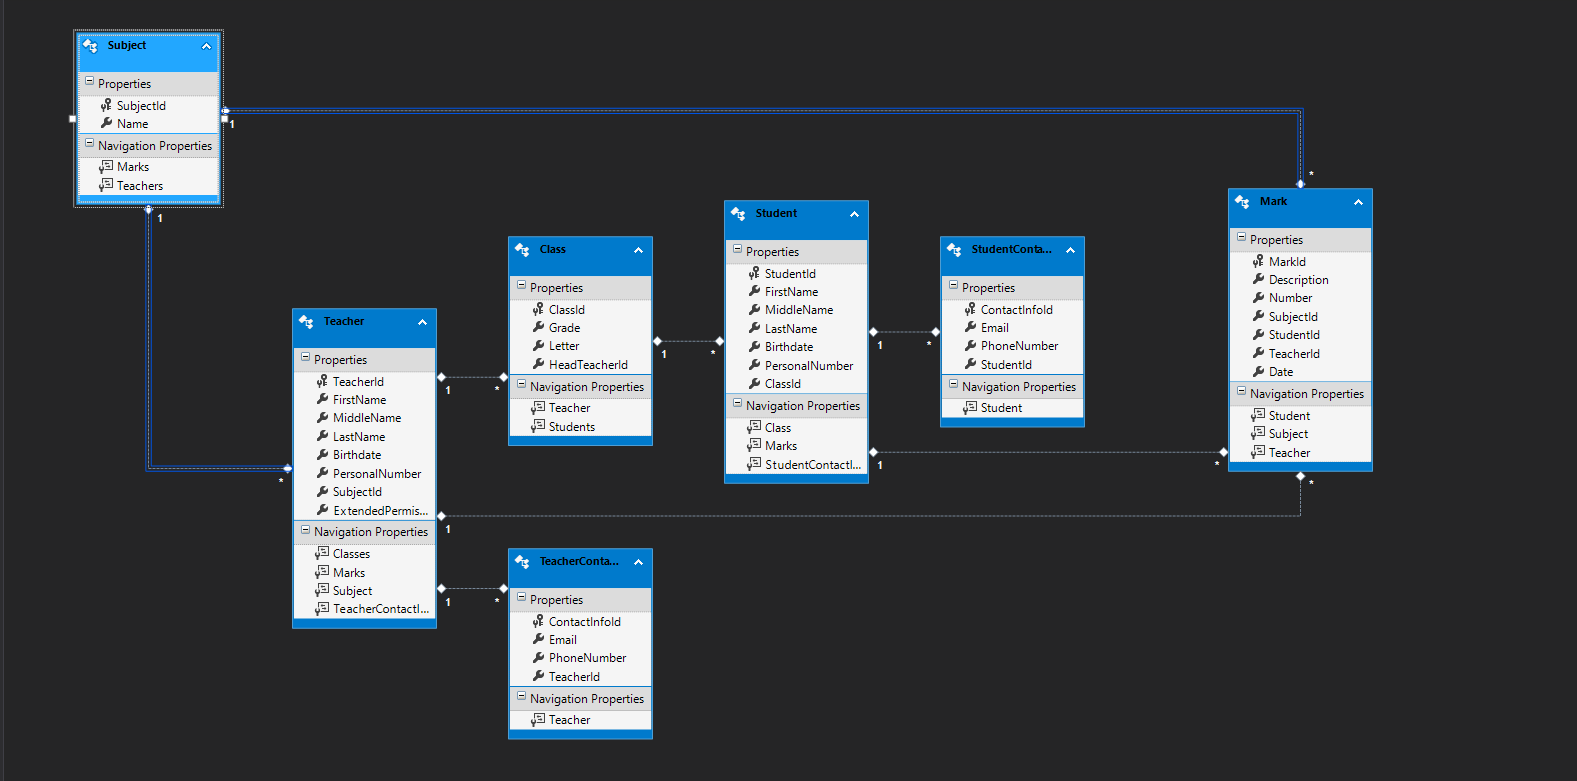 Subject
Properties
SubjectId
Name
Navigation Properties
Marks
Teachers
1
1
*
*
Teacher
Properties
TeacherId
FirstName
MiddleName
LastName
Birthdate
PersonalNumber
SubjectId
ExtendedPermis...
Navigation Properties
Classes
Marks
Subject
TeacherContactI...
1
*
1
*
1
*
Class
Properties
ClassId
Grade
Letter
HeadTeacherId
Navigation Properties
Teacher
Students
1
*
TeacherConta...
Properties
ContactInfoId
Email
PhoneNumber
TeacherId
Navigation Properties
Teacher
Student
Properties
StudentId
FirstName
MiddleName
LastName
Birthdate
PersonalNumber
ClassId
Navigation Properties
Class
Marks
StudentContactI...
1
*
1
*
StudentConta...
Properties
ContactInfoId
Email
PhoneNumber
StudentId
Navigation Properties
Student
Mark
Properties
MarkId
Description
Number
SubjectId
StudentId
TeacherId
Date
Navigation Properties
Student
Subject
Teacher